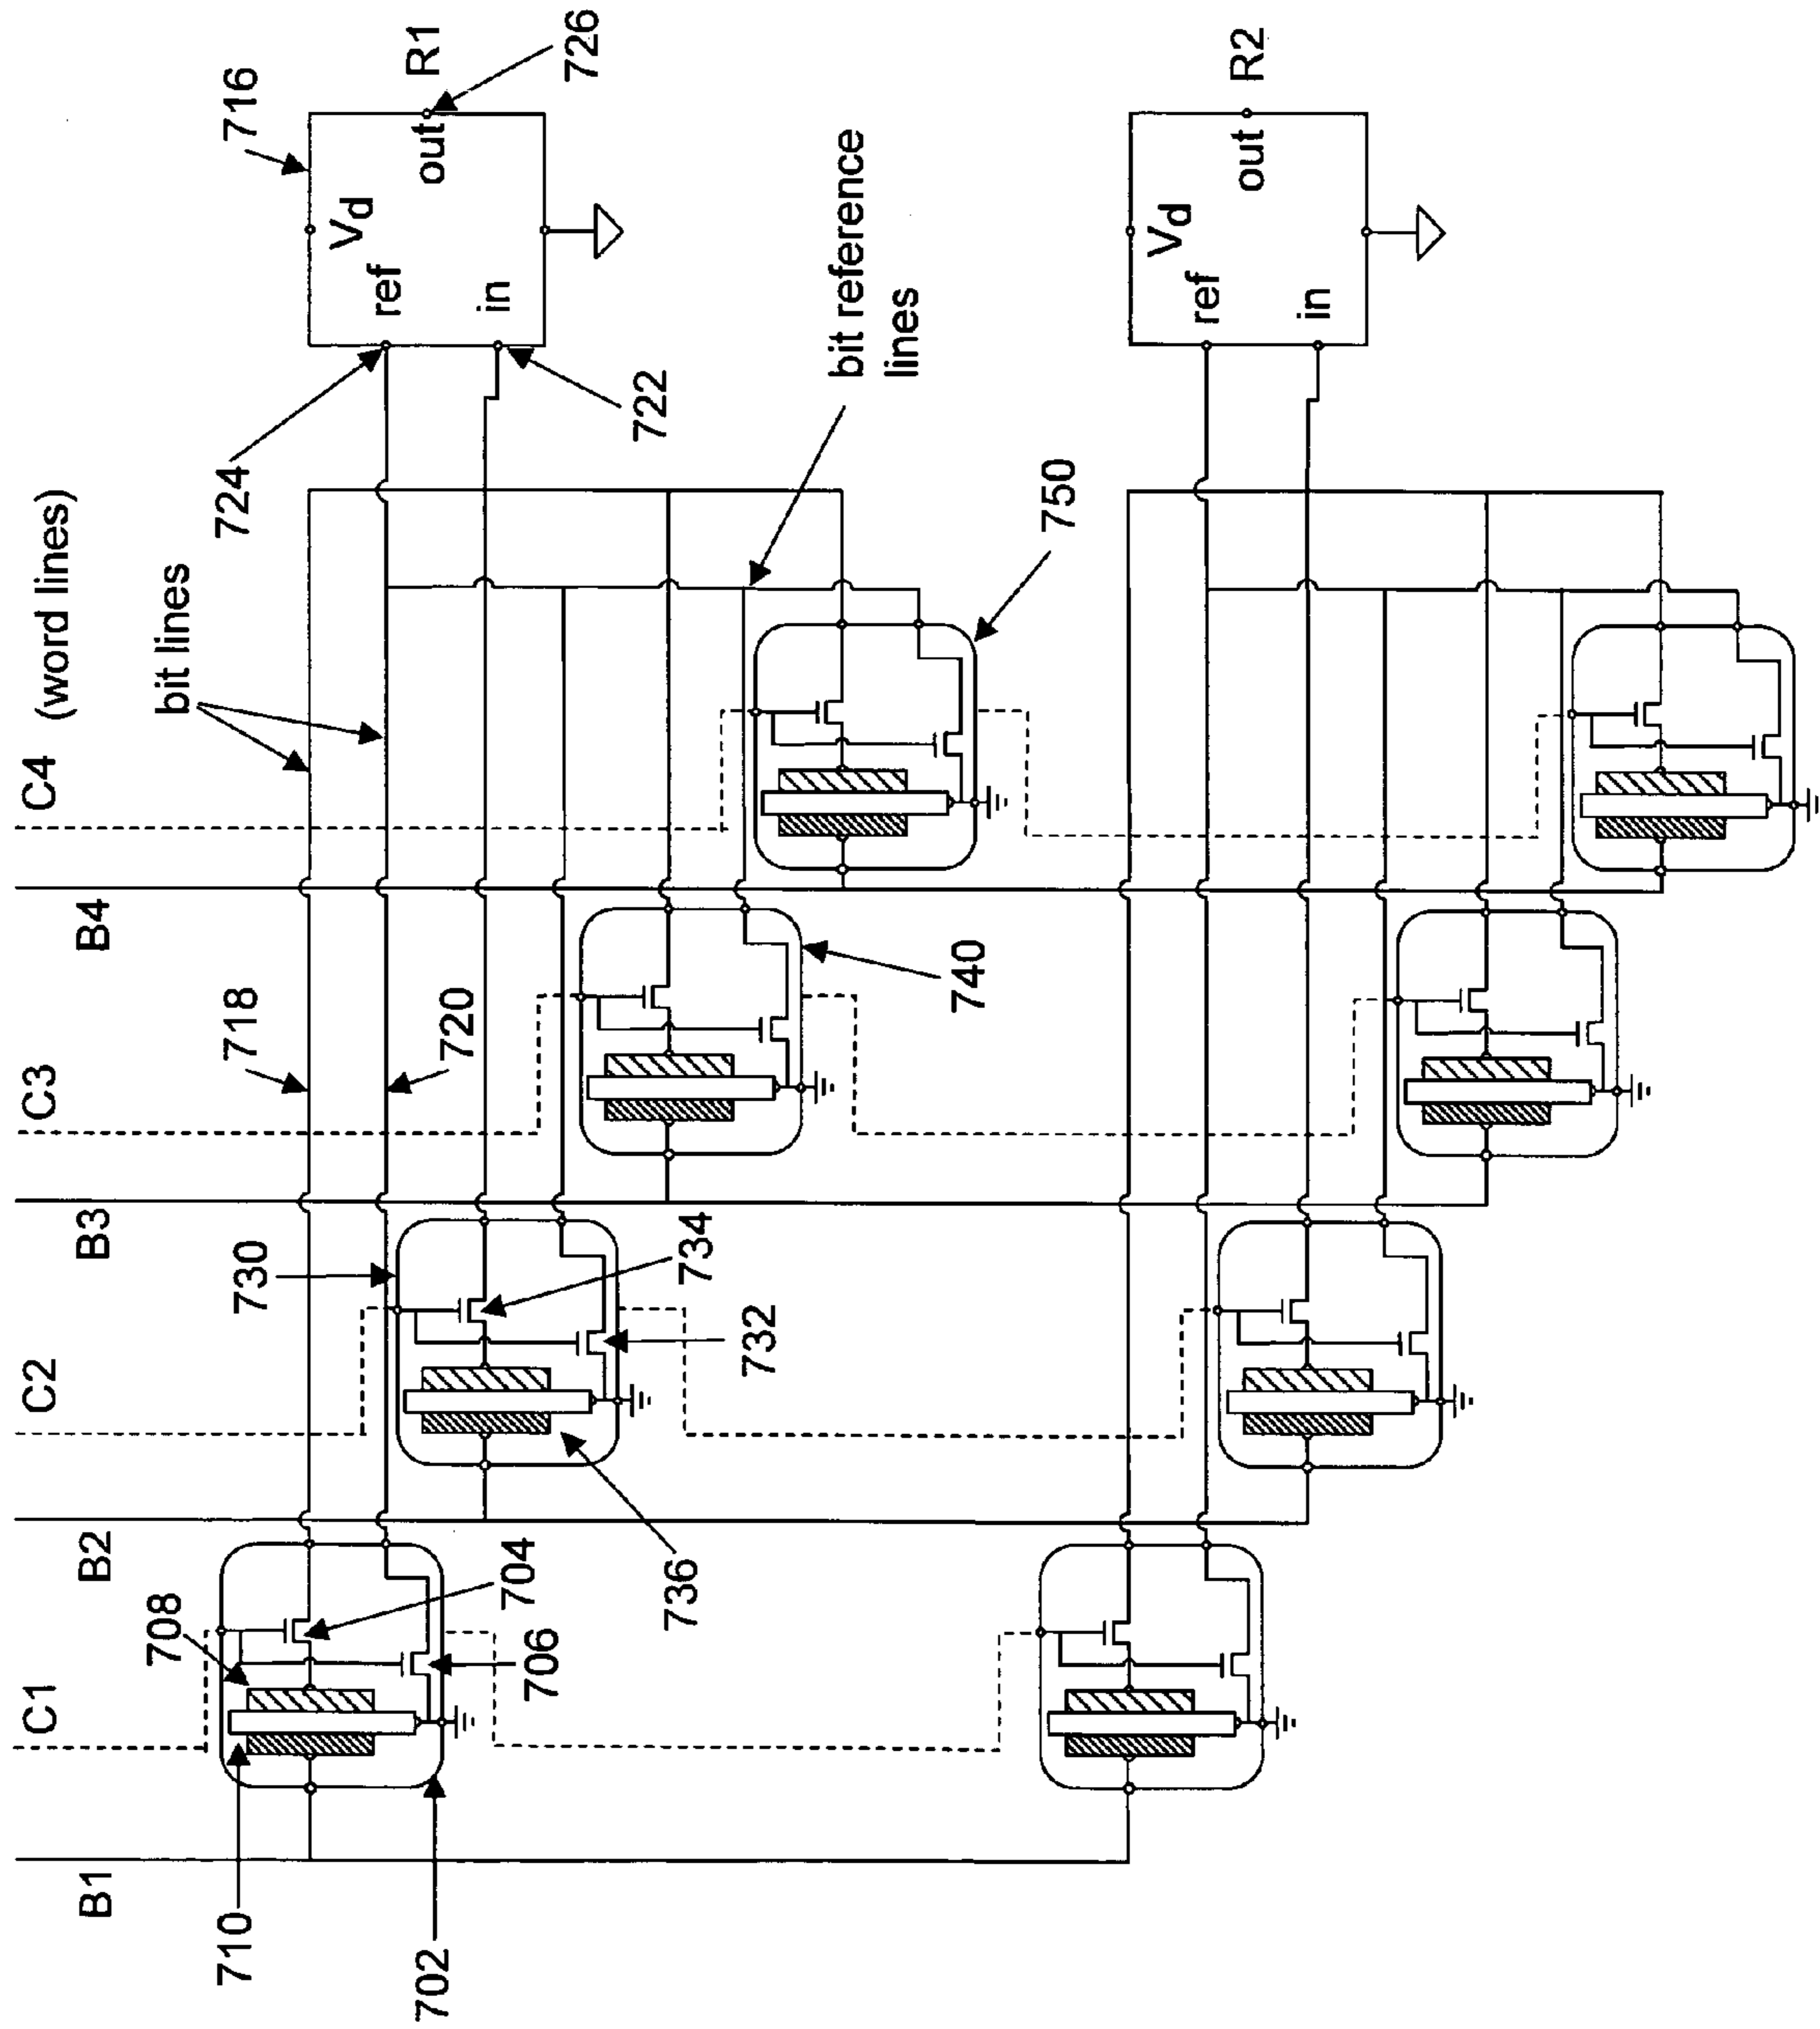 C1
C2
C3
C4
(word lines)
B1
B2
B3
B4
bit lines
716
718
720
724
722
726
R1
Vd
ref
in
out
bit reference
lines
708
710
702
704
706
730
734
732
736
740
750
R2
Vd
ref
in
out